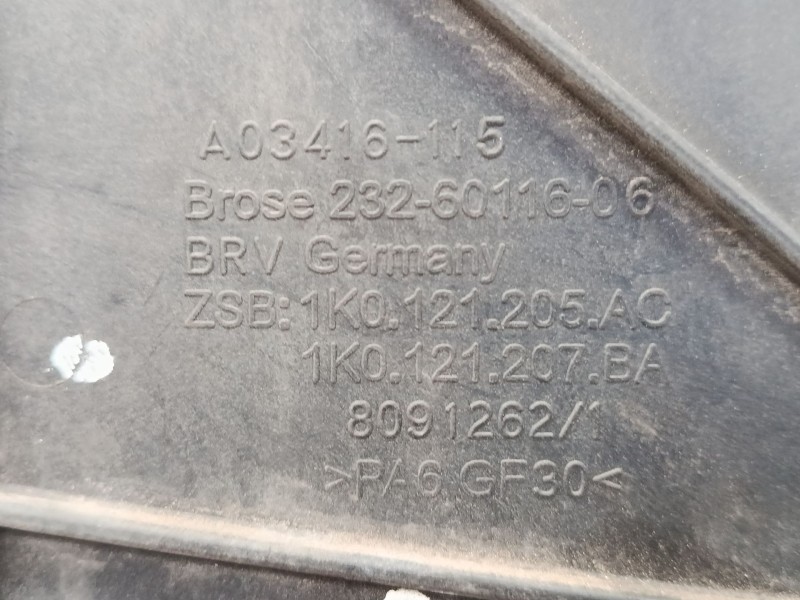 A03416-115
Brose 232-60116-06
BRV Germany
ZSB: 1K0.121.205.AC
1K0.121.207.BA
8091262/1
>PA6 GF30<